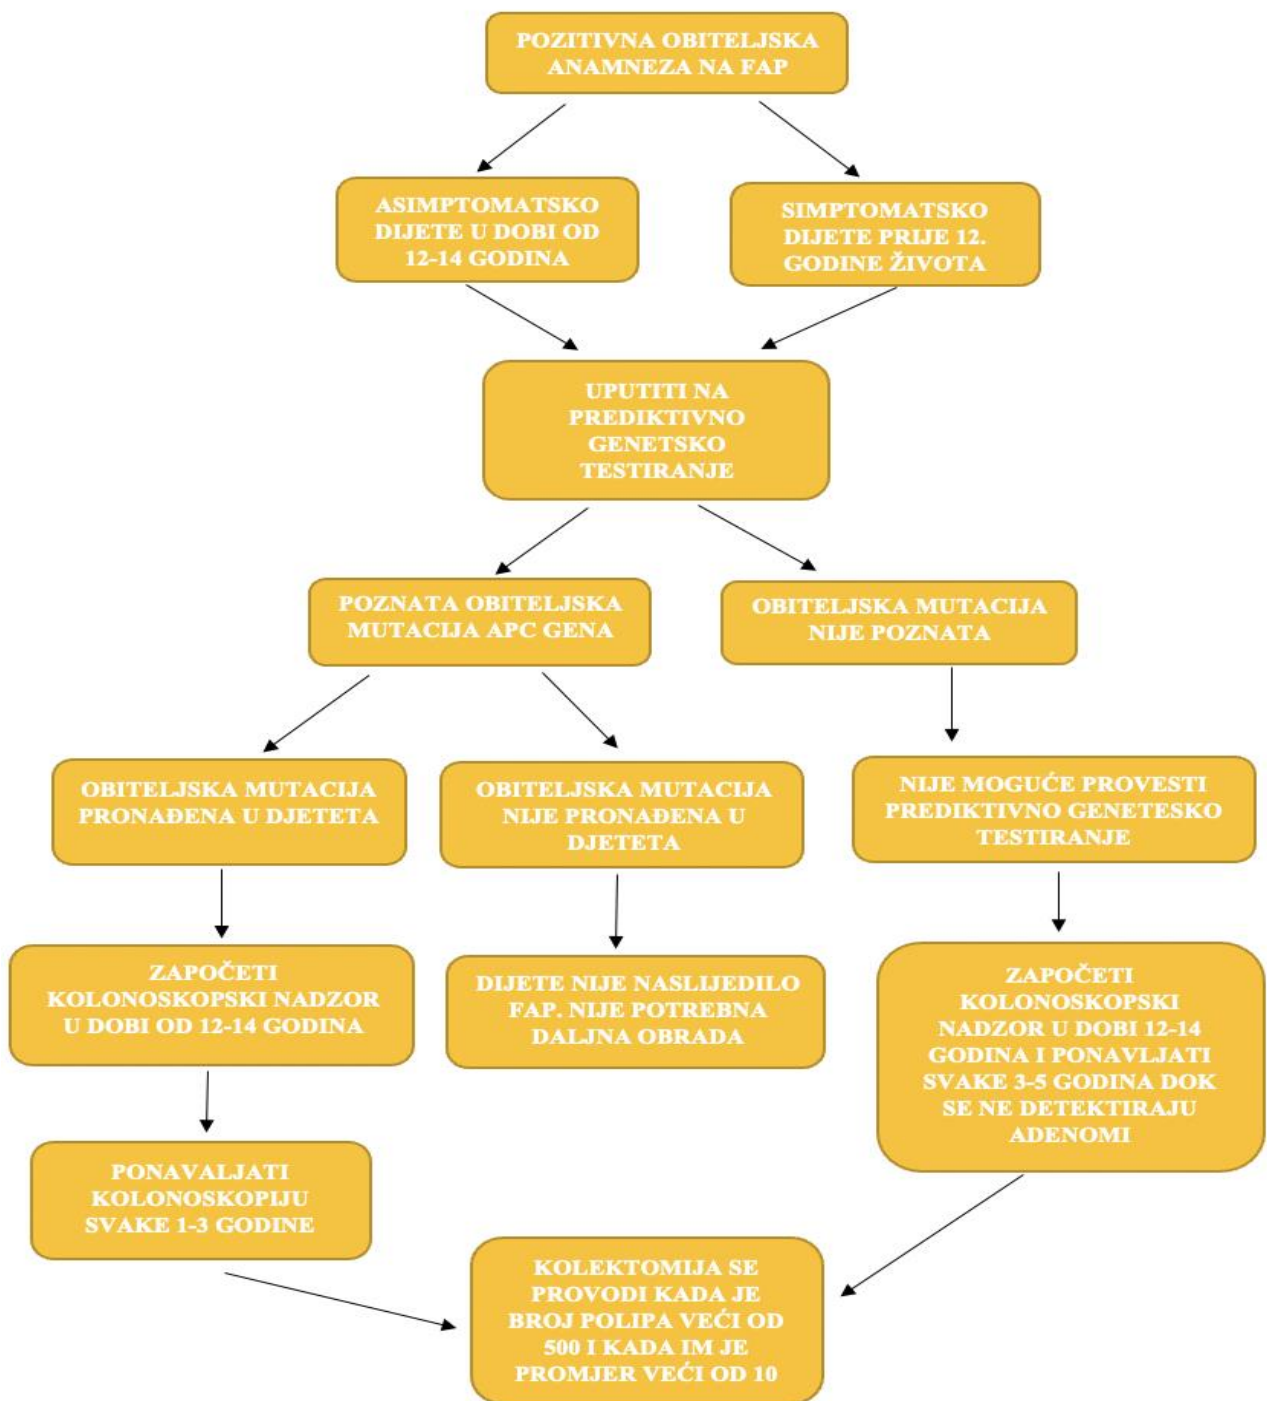 POZITIVNA OBITELJSKA
ANAMNEZA NA FAP
ASIMPTOMATSKO
DIJETE U DOBI OD
12-14 GODINA
SIMPTOMATSKO
DIJETE PRIJE 12.
GODINE ŽIVOTA
UPUTITI NA
PREDIKTIVNO
GENETSKO
TESTIRANJE
POZNATA OBITELJSKA
MUTACIJA APC GENA
OBITELJSKA MUTACIJA
NIJE POZNATA
OBITELJSKA MUTACIJA
PRONAĐENA U DJETETA
OBITELJSKA MUTACIJA
NIJE PRONAĐENA U
DJETETA
NIJE MOGUĆE PROVESTI
PREDIKTIVNO GENETESKO
TESTIRANJE
ZAPOČETI
KOLONOSKOPSKI NADZOR
U DOBI OD 12-14 GODINA
DIJETE NIJE NASLIJEDILO
FAP. NIJE POTREBNA
DALJNA OBRADA
ZAPOČETI
KOLONOSKOPSKI
NADZOR U DOBI 12-14
GODINA I PONAVLJATI
SVAKE 3-5 GODINA DOK
SE NE DETEKTIRAJU
ADENOMI
PONAVALJATI
KOLONOSKOPIJU
SVAKE 1-3 GODINE
KOLEKTOMIJA SE
PROVODI KADA JE
BROJ POLIPA VEĆI OD
500 I KADA IM JE
PROMJER VEĆI OD 10